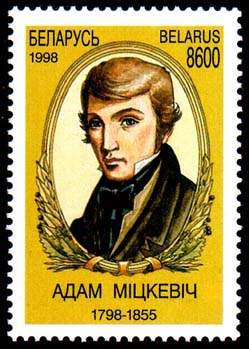 БЕЛАРУСЬ BELARUS
1998 8600
АДАМ МІЦКЕВІЧ
1798-1855